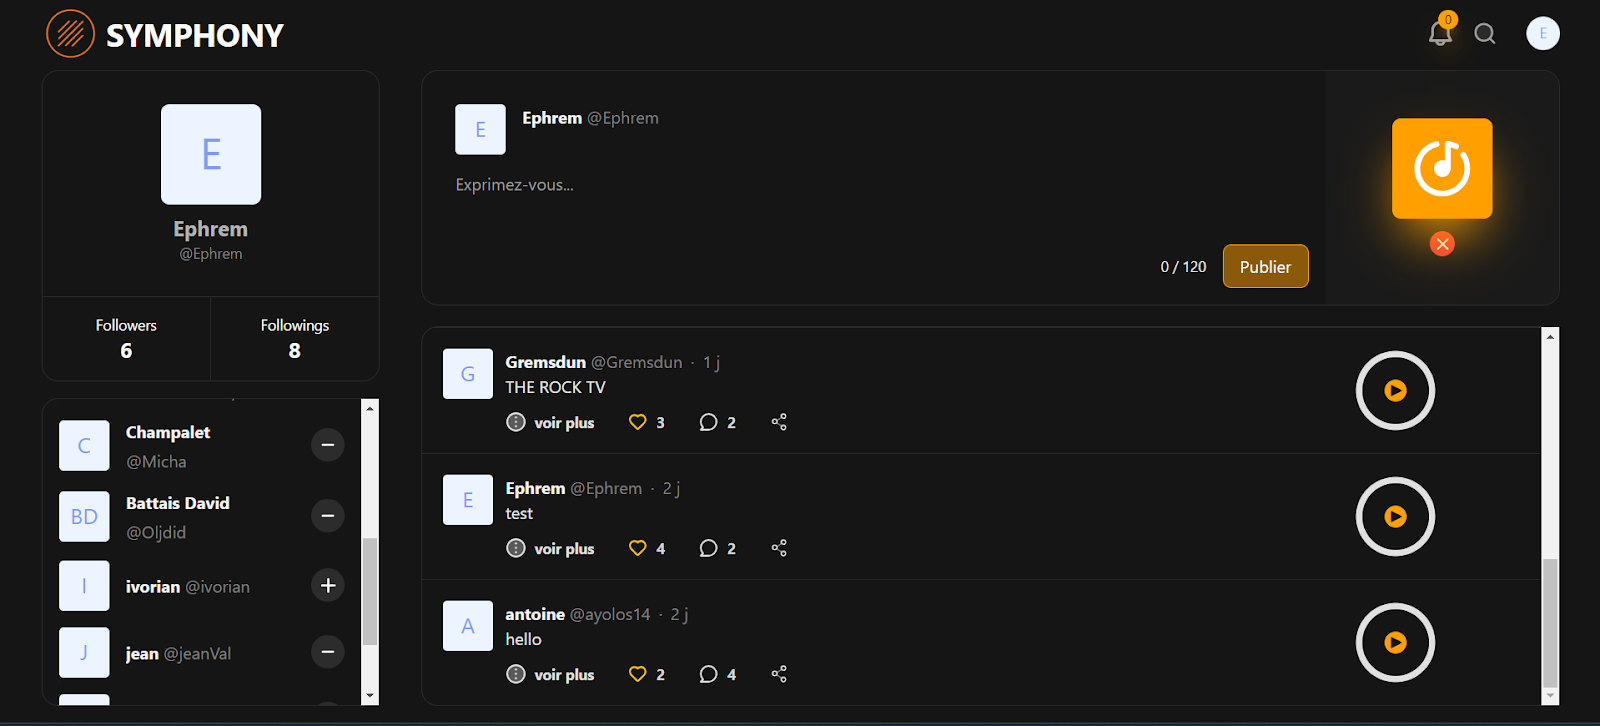 SYMPHONY
0
E
E
Ephrem
@Ephrem
Followers
6
Followings
8
C
Champalet
@Micha
BD
Battais David
@Oljdid
I
ivorian @ivorian
J
jean @jeanVal
E
Ephrem @Ephrem
Exprimez-vous...
0 / 120
Publier
G
Gremsdun @Gremsdun · 1 j
THE ROCK TV
voir plus 3 2
E
Ephrem @Ephrem · 2 j
test
voir plus 4 2
A
antoine @ayolos14 · 2 j
hello
voir plus 2 4